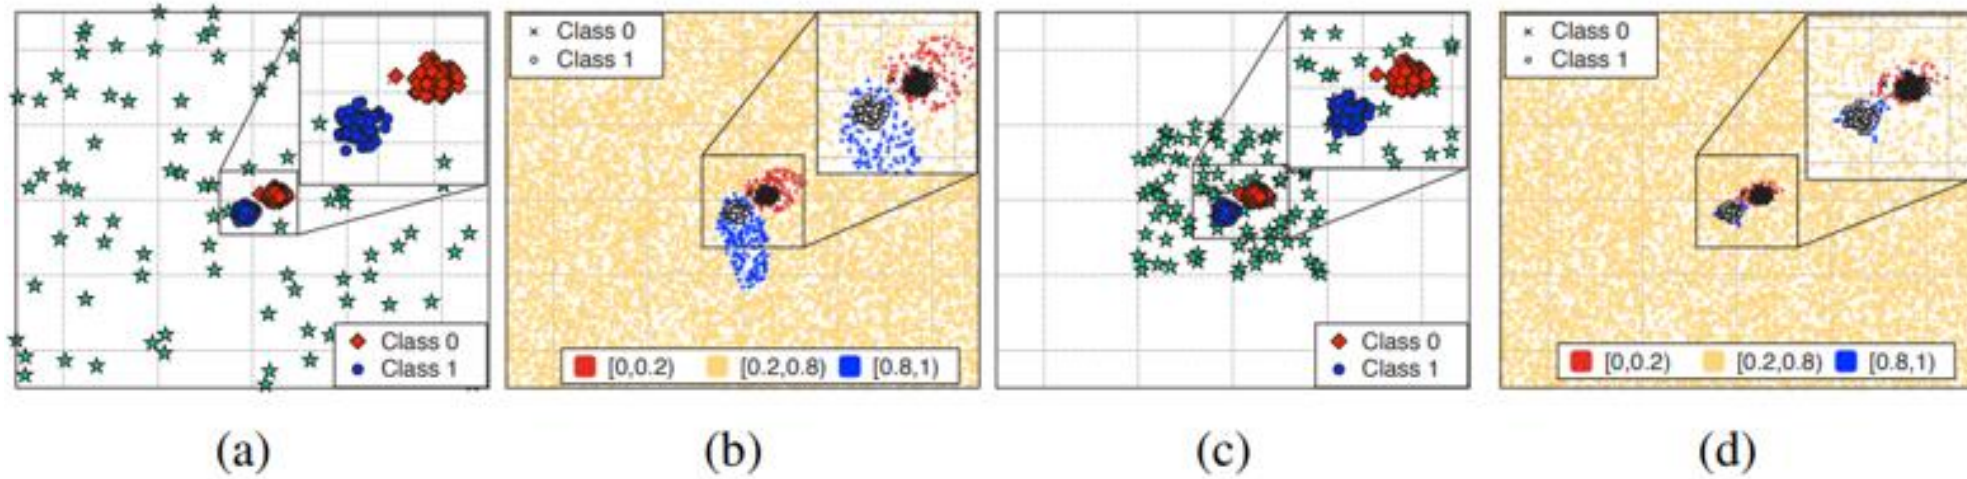 Class 0
Class 1
Class 0
Class 1
[0,0.2) [0.2,0.8) [0.8,1)
Class 0
Class 1
Class 0
Class 1
[0,0.2) [0.2,0.8) [0.8,1)
(a) (b) (c) (d)